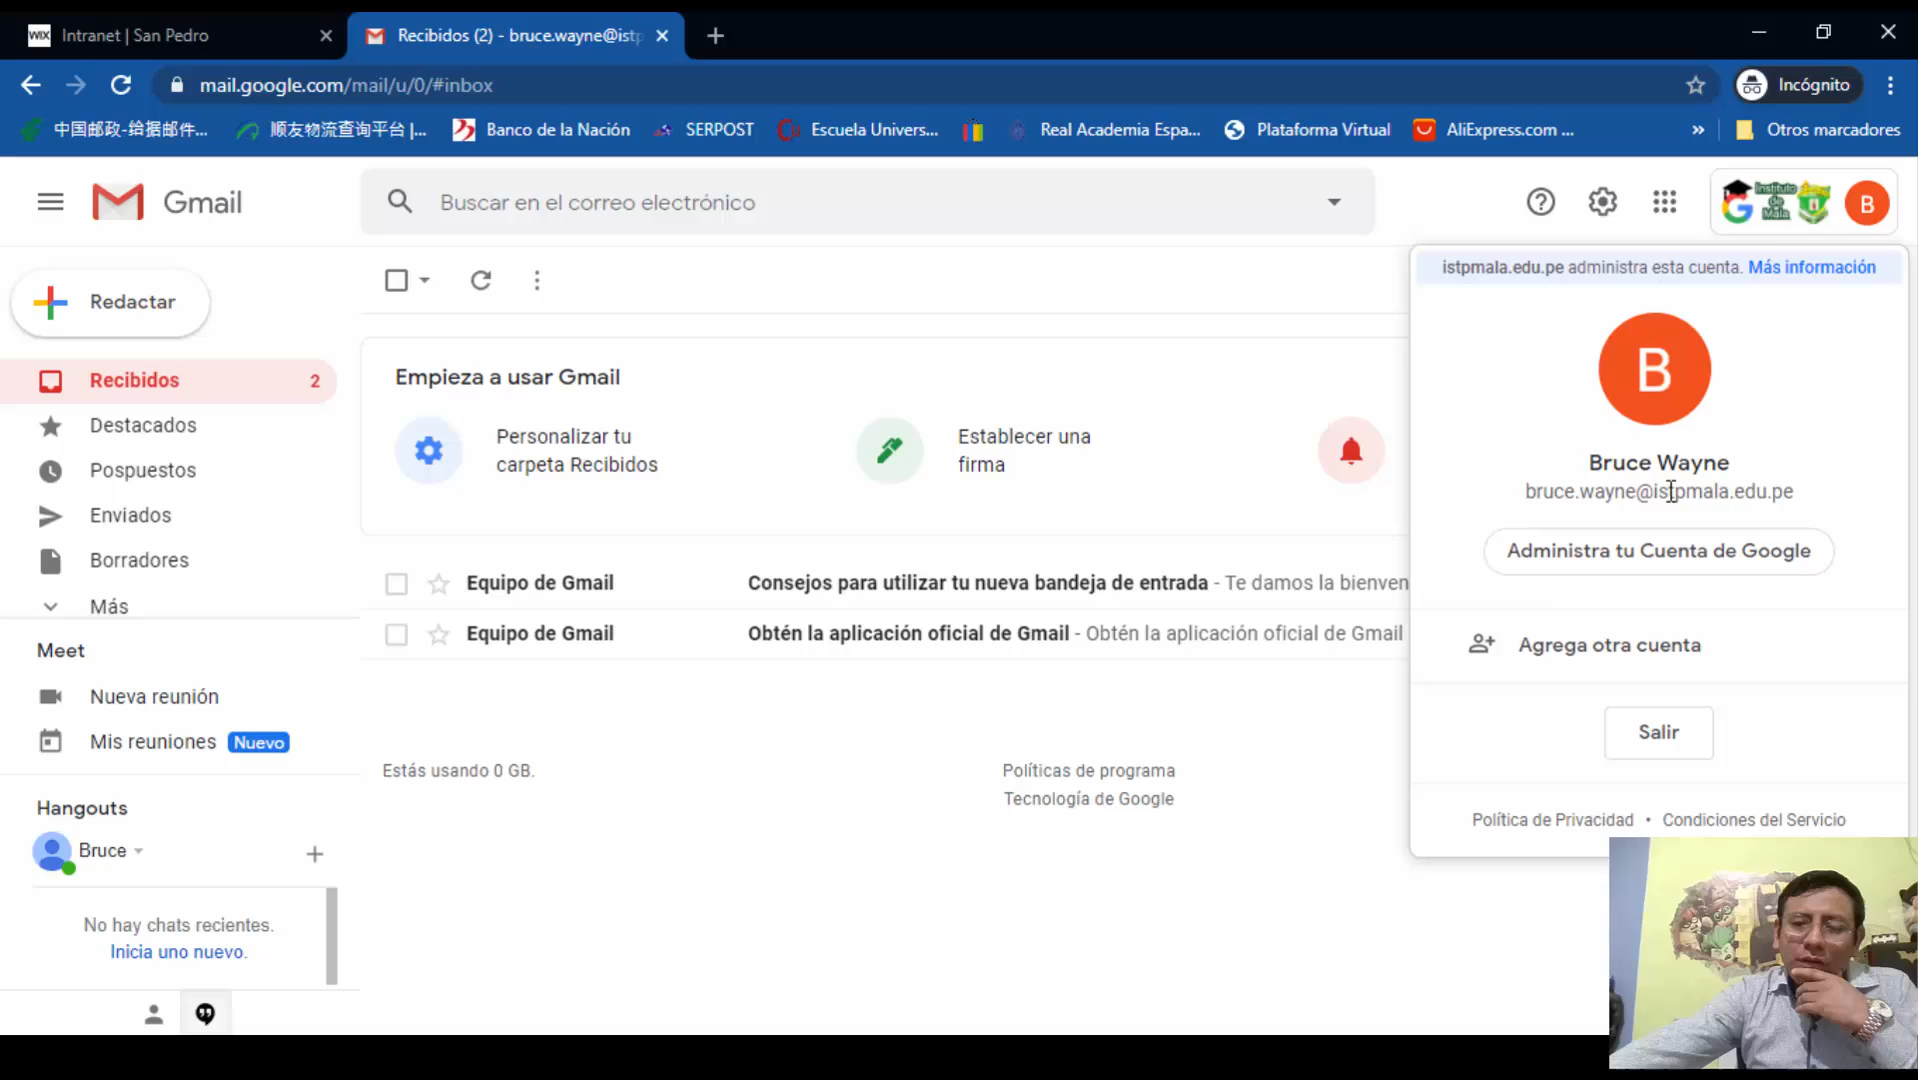 WIX Intranet | San Pedro
Recibidos (2) - bruce.wayne@istp
mail.google.com/mail/u/0/#inbox
Incógnito
中国邮政-给据邮件...
顺友物流查询平台 |...
Banco de la Nación
SERPOST
Escuela Univers...
Real Academia Espa...
Plataforma Virtual
AliExpress.com ...
»
Otros marcadores
Gmail
Buscar en el correo electrónico
Instituto
de
Mala
B
istpmala.edu.pe administra esta cuenta. Más información
Redactar
B
Recibidos 2
Empieza a usar Gmail
Destacados
Personalizar tu
carpeta Recibidos
Establecer una
firma
Pospuestos
Bruce Wayne
bruce.wayne@istpmala.edu.pe
Enviados
Administra tu Cuenta de Google
Borradores
Equipo de Gmail Consejos para utilizar tu nueva bandeja de entrada - Te damos la bienven
Más
Equipo de Gmail Obtén la aplicación oficial de Gmail - Obtén la aplicación oficial de Gmail
Agrega otra cuenta
Meet
Nueva reunión
Mis reuniones Nuevo
Salir
Estás usando 0 GB.
Políticas de programa
Tecnología de Google
Hangouts
Política de Privacidad • Condiciones del Servicio
Bruce
No hay chats recientes.
Inicia uno nuevo.